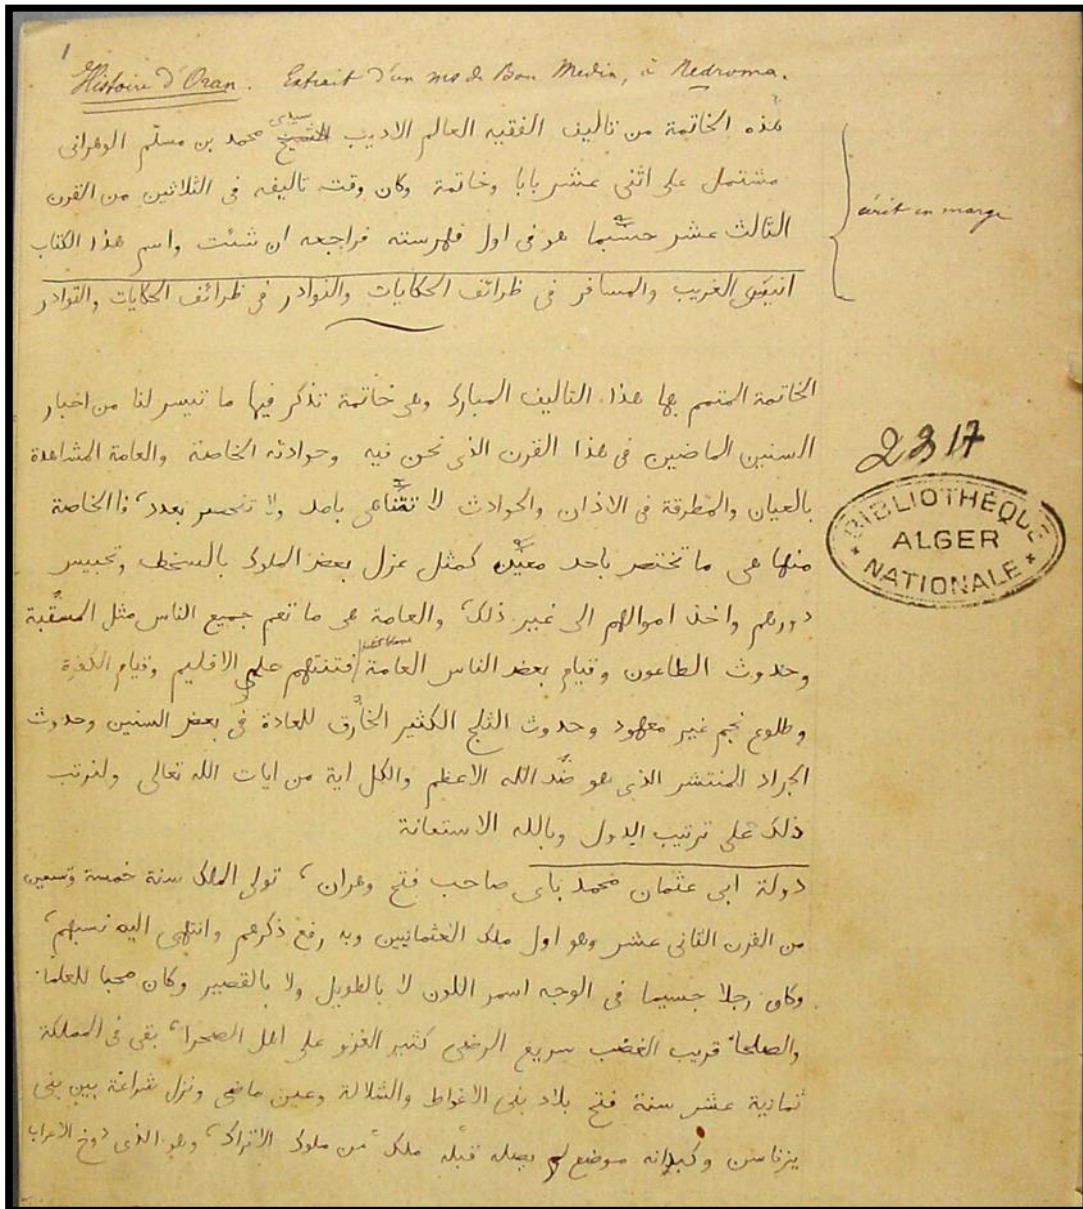 1
Histoire d'Oran. Extrait d'un ms de Bou Medin, à Nedroma.
هذه الخاتمة من تاليف الفقيه العالم الاديب سيدى محمد بن مسلم الوهرانى
مشتمل على اثنى عشر بابا وخاتمة وكان وقت تاليفه فى الثلاثين من القرن
الثالث عشر حسبما هو فى اول فهرسته فراجعه ان شئت واسم هذا الكتاب
انيس الغريب والمسافر فى طرائف الحكايات والنوادر فى طرائف الحكايات والنوادر
écrit en marge
الخاتمة المتمم بها هذا التاليف المبارك وهى خاتمة نذكر فيها ما تيسر لنا من اخبار
السنين الماضين فى هذا القرن الذى نحن فيه وحوادثه الخاصة والعامة المشاهدة
بالعيان والمطرقة فى الاذان والحوادث لا تتناهى بامد ولا تنحصر بعدد، فالخاصة
منها هى ما تختص باحد معين كمثل عزل بعض الملوك بالسخط وتحبيس
دورهم واخذ اموالهم الى غير ذلك، والعامة هى ما تعم جميع الناس مثل المسغبة
وحدوث الطاعون وقيام بعض الناس العامة فتنتهم على الاقليم وقيام الكفرة
وطلوع نجم غير معهود وحدوث الثلج الكثير الخارق للعادة فى بعض السنين وحدوث
الجراد المنتشر الذى هو جند الله الاعظم والكل اية من ايات الله تعالى ولنرتب
ذلك على ترتيب الدول وبالله الاستعانة
دولة ابى عثمان محمد باى صاحب فتح وهران، تولى الملك سنة خمسة وتسعين
من القرن الثانى عشر وهو اول ملك العثمانيين وبه رفع ذكرهم وانتهى اليه نسبهم،
وكان رجلا جسيما فى الوجه اسمر اللون لا بالطويل ولا بالقصير وكان محبا للعلما
والصلحا قريب الغضب سريع الرضى كثير الغزو على اهل الصحرا، بقى فى المملكة
ثمانية عشر سنة فتح بلاد بنى الاغواط والشلالة وعين ماضى ونزل شراعة بين بنى
يزناسن وكبدانه موضع لم يصله قبله ملك من ملوك الاتراك، وهو الذى دوخ الاعراب
2317
BIBLIOTHÈQUE
ALGER
NATIONALE